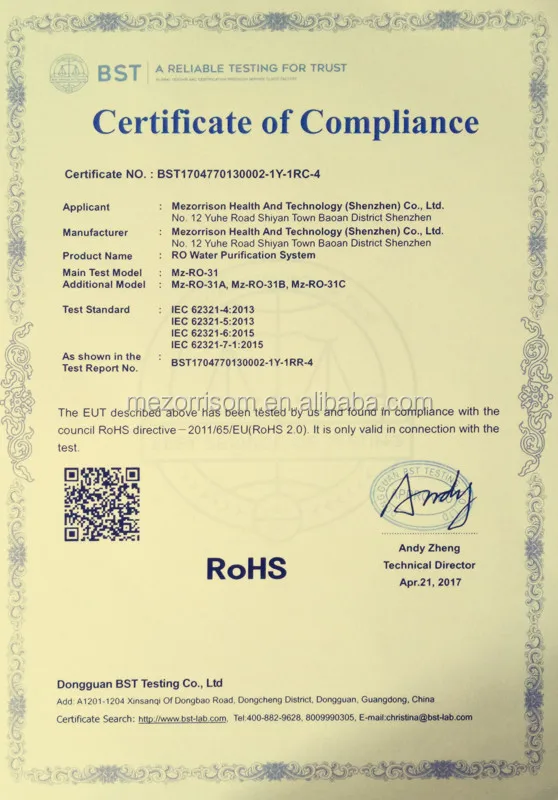 BST
A RELIABLE TESTING FOR TRUST
Certificate of Compliance
Certificate NO. : BST1704770130002-1Y-1RC-4
Applicant : Mezorrison Health And Technology (Shenzhen) Co., Ltd.
No. 12 Yuhe Road Shiyan Town Baoan District Shenzhen
Manufacturer : Mezorrison Health And Technology (Shenzhen) Co., Ltd.
No. 12 Yuhe Road Shiyan Town Baoan District Shenzhen
Product Name : RO Water Purification System
Main Test Model : Mz-RO-31
Additional Model : Mz-RO-31A, Mz-RO-31B, Mz-RO-31C
Test Standard : IEC 62321-4:2013
IEC 62321-5:2013
IEC 62321-6:2015
IEC 62321-7-1:2015
As shown in the :
Test Report No. BST1704770130002-1Y-1RR-4
mezorrisom.en.alibaba.com
The EUT described above has been tested by us and found in compliance with the
council RoHS directive－2011/65/EU(RoHS 2.0). It is only valid in connection with the
test.
Andy
Andy Zheng
Technical Director
Apr.21, 2017
RoHS
Dongguan BST Testing Co., Ltd
Add: A1201-1204 Xinsanqi Of Dongbao Road, Dongcheng District, Dongguan, Guangdong, China
Certificate Search: http://www.bst-lab.com, Tel:400-882-9628, 8009990305, E-mail:christina@bst-lab.com